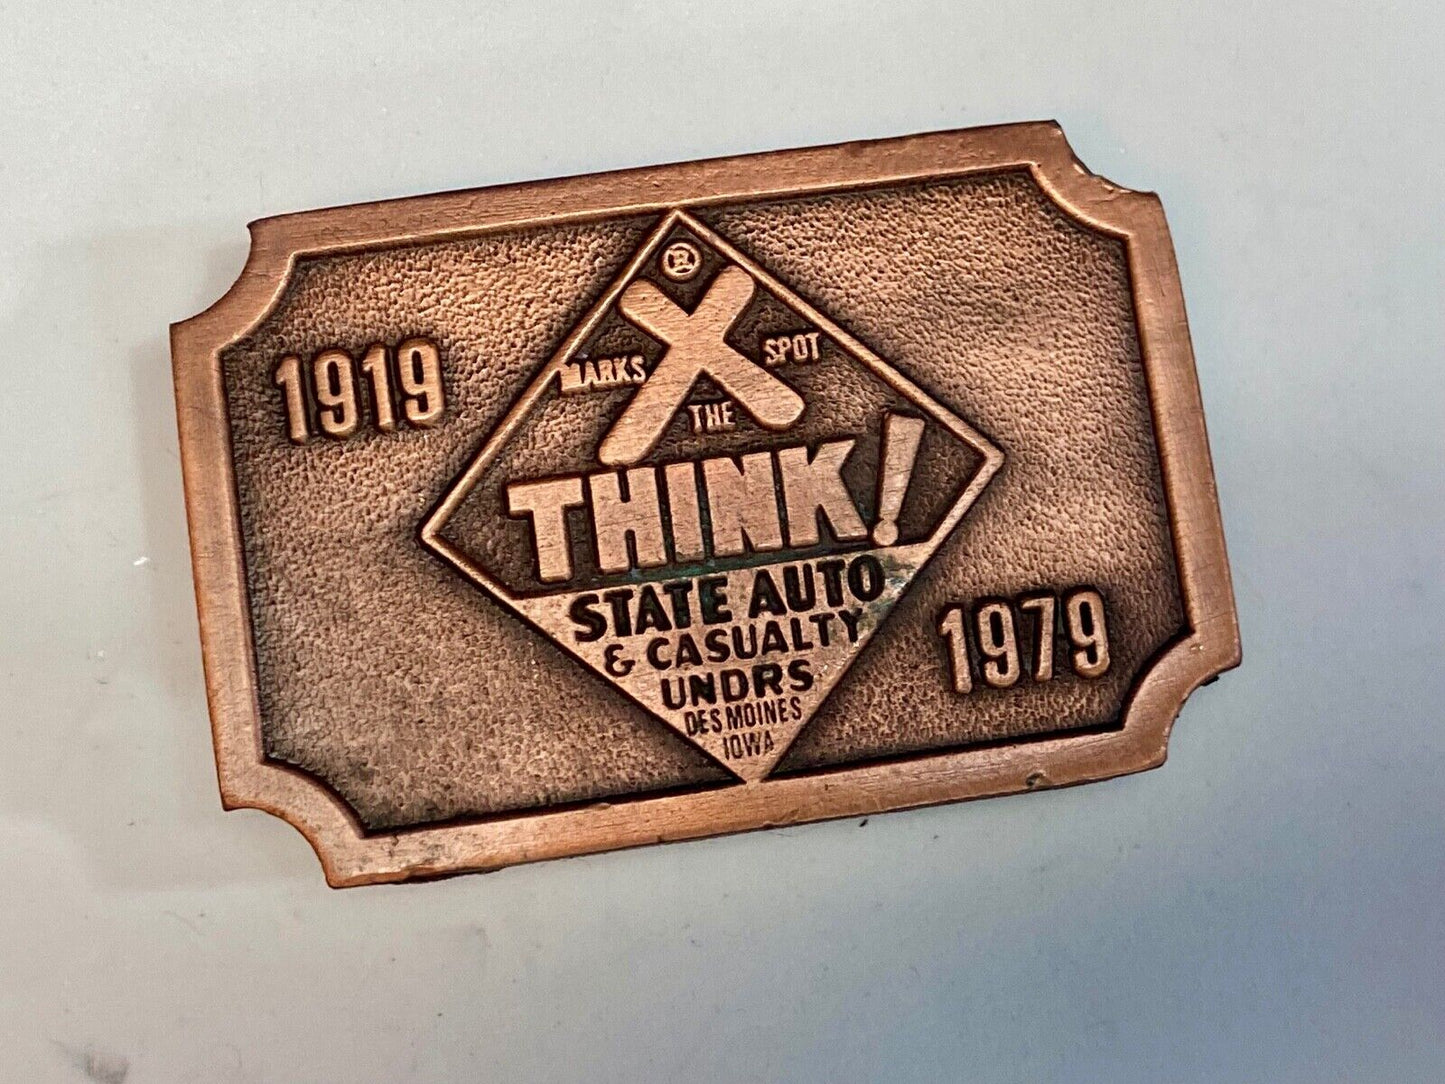 ®
X
MARKS THE SPOT
1919
THINK!
STATE AUTO
& CASUALTY
UNDRS
DES MOINES
IOWA
1979